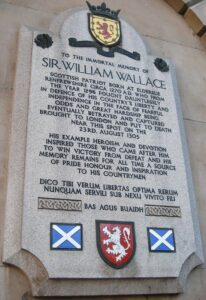 TO THE IMMORTAL MEMORY OF
SIR WILLIAM WALLACE
SCOTTISH PATRIOT BORN AT ELDERSLIE
RENFREWSHIRE CIRCA 1270 A.D. WHO FROM
THE YEAR 1296 FOUGHT DAUNTLESSLY
IN DEFENCE OF HIS COUNTRY'S LIBERTY AND
INDEPENDENCE IN THE FACE OF FEARFUL
ODDS AND GREAT HARDSHIP BEING
EVENTUALLY BETRAYED AND CAPTURED
BROUGHT TO LONDON AND PUT TO DEATH
NEAR THIS SPOT ON THE
23RD. AUGUST 1305
HIS EXAMPLE HEROISM AND DEVOTION
INSPIRED THOSE WHO CAME AFTER HIM
TO WIN VICTORY FROM DEFEAT AND HIS
MEMORY REMAINS FOR ALL TIME A SOURCE
OF PRIDE HONOUR AND INSPIRATION
TO HIS COUNTRYMEN
DICO TIBI VERUM LIBERTAS OPTIMA RERUM
NUNQUAM SERVILI SUB NEXU VIVITO FILI
BAS AGUS BUAIDH